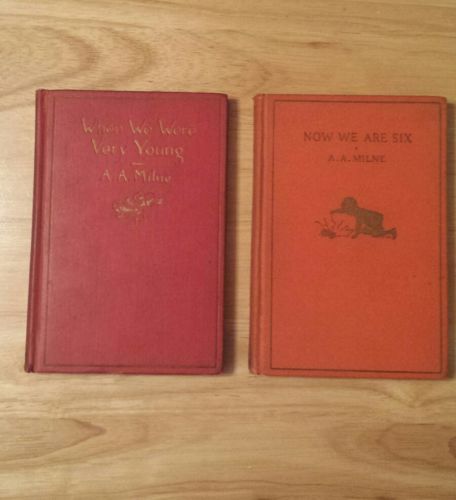 When We Were
Very Young
A. A. Milne
NOW WE ARE SIX
A. A. MILNE